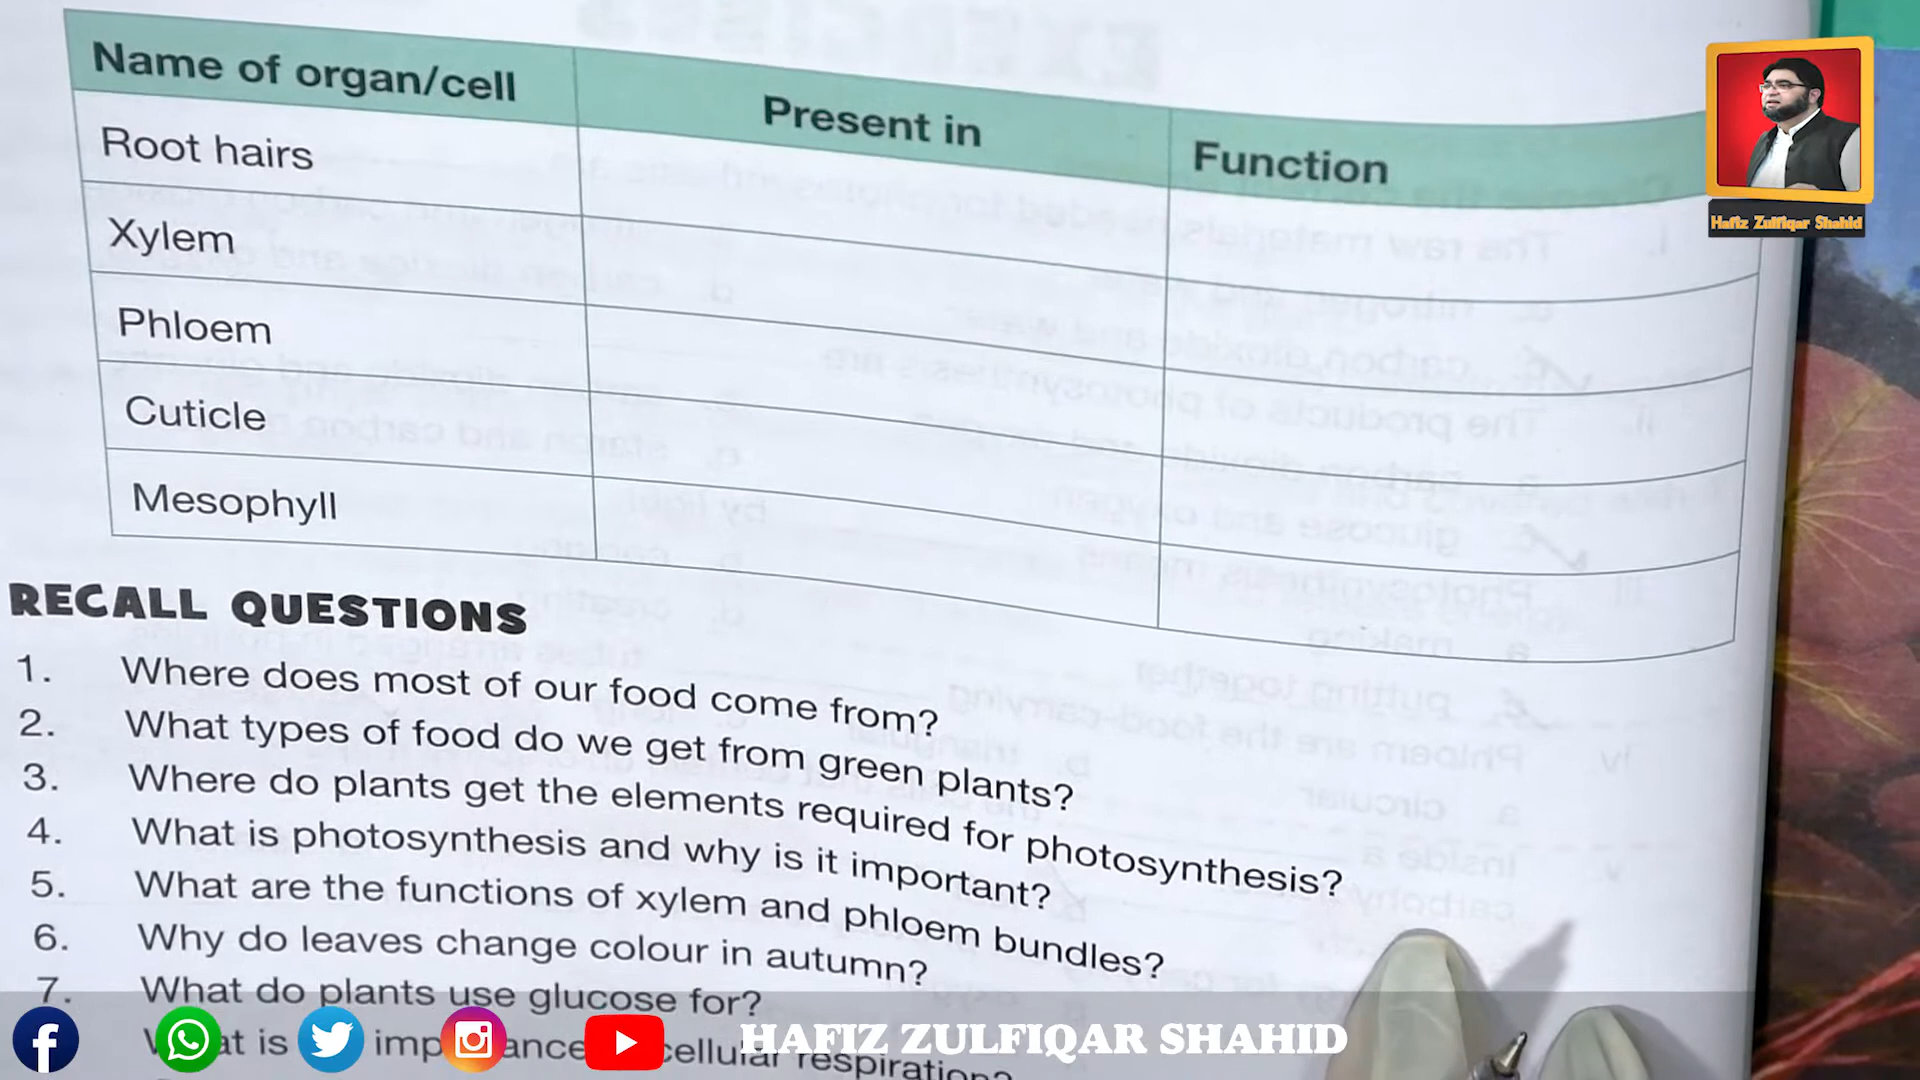 Name of organ/cell Present in Function
Root hairs
Xylem
Phloem
Cuticle
Mesophyll
RECALL QUESTIONS
1. Where does most of our food come from?
2. What types of food do we get from green plants?
3. Where do plants get the elements required for photosynthesis?
4. What is photosynthesis and why is it important?
5. What are the functions of xylem and phloem bundles?
6. Why do leaves change colour in autumn?
7. What do plants use glucose for?
is cellular respiration?
Hafiz Zulfiqar Shahid
HAFIZ ZULFIQAR SHAHID